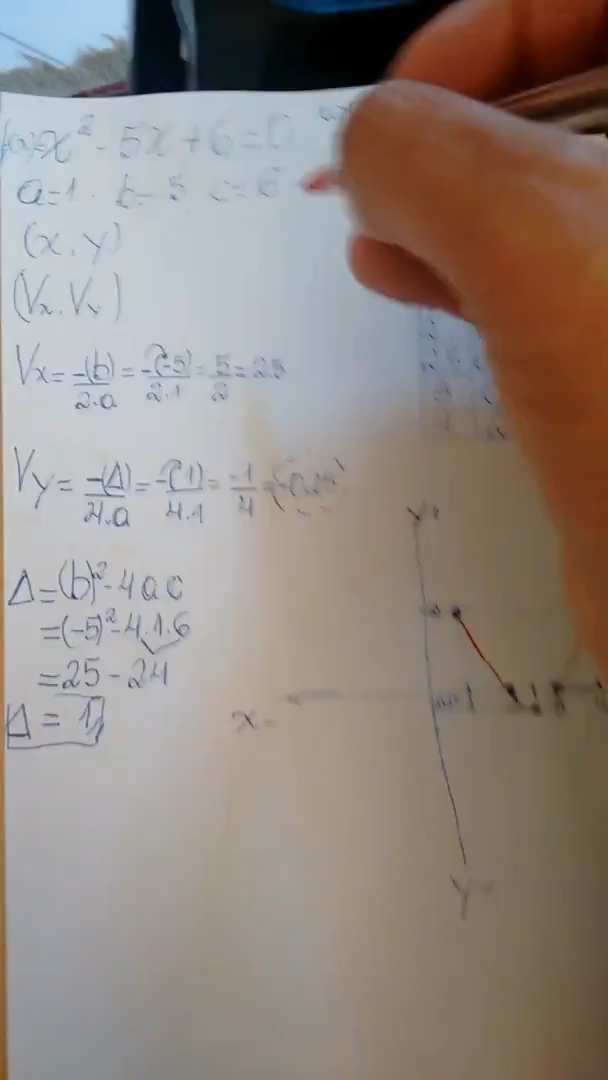 x² - 5x + 6 = 0
a=1 b=-5 c=6
(x, y)
(Vx, Vy)
Vx = -(b)/2.a = -(-5)/2.1 = 5/2 = 2.5
Vy = -(Δ)/4.a = -(1)/4.1 = -1/4 = (-0,25)
Δ = (b)² - 4ac
= (-5)² - 4.1.6
= 25 - 24
Δ = 1
x-
y+
y-